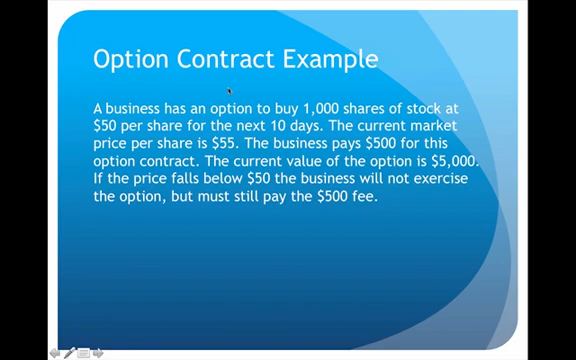 Option Contract Example
A business has an option to buy 1,000 shares of stock at
$50 per share for the next 10 days. The current market
price per share is $55. The business pays $500 for this
option contract. The current value of the option is $5,000.
If the price falls below $50 the business will not exercise
the option, but must still pay the $500 fee.